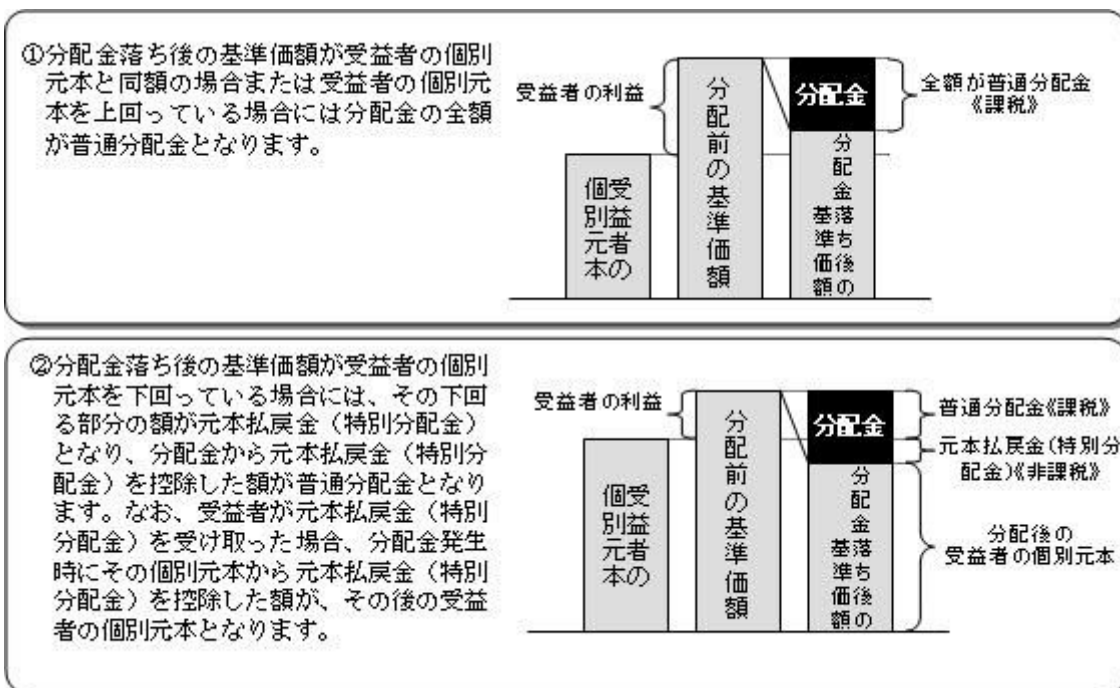 ①分配金落ち後の基準価額が受益者の個別
元本と同額の場合または受益者の個別元
本を上回っている場合には分配金の全額
が普通分配金となります。
受益者の利益
受益者の
個別元本
分配前の基準価額
分配金
分配金落ち後の
基準価額
全額が普通分配金
《課税》
②分配金落ち後の基準価額が受益者の個別
元本を下回っている場合には、その下回
る部分の額が元本払戻金（特別分配金）
となり、分配金から元本払戻金（特別分
配金）を控除した額が普通分配金となり
ます。なお、受益者が元本払戻金（特別
分配金）を受け取った場合、分配金発生
時にその個別元本から元本払戻金（特別
分配金）を控除した額が、その後の受益
者の個別元本となります。
受益者の利益
受益者の
個別元本
分配前の基準価額
分配金
分配金落ち後の
基準価額
普通分配金《課税》
元本払戻金(特別分
配金)《非課税》
分配後の
受益者の個別元本